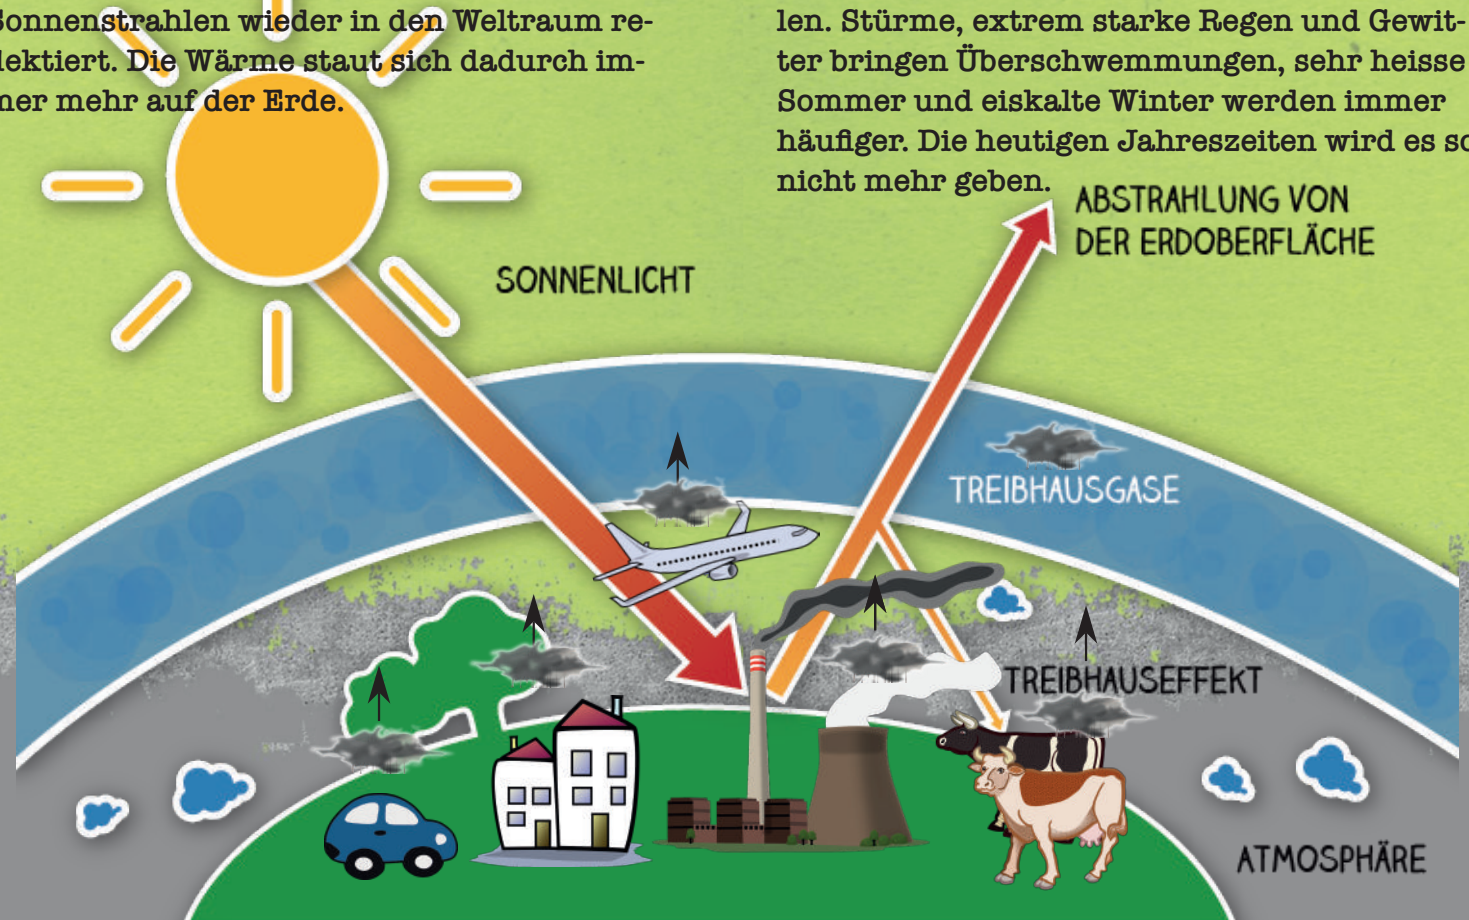 Sonnenstrahlen wieder in den Weltraum re-
lektiert. Die Wärme staut sich dadurch im-
mer mehr auf der Erde.
len. Stürme, extrem starke Regen und Gewit-
ter bringen Überschwemmungen, sehr heisse
Sommer und eiskalte Winter werden immer
häufiger. Die heutigen Jahreszeiten wird es so
nicht mehr geben.
ABSTRAHLUNG VON
DER ERDOBERFLÄCHE
SONNENLICHT
TREIBHAUSGASE
TREIBHAUSEFFEKT
ATMOSPHÄRE